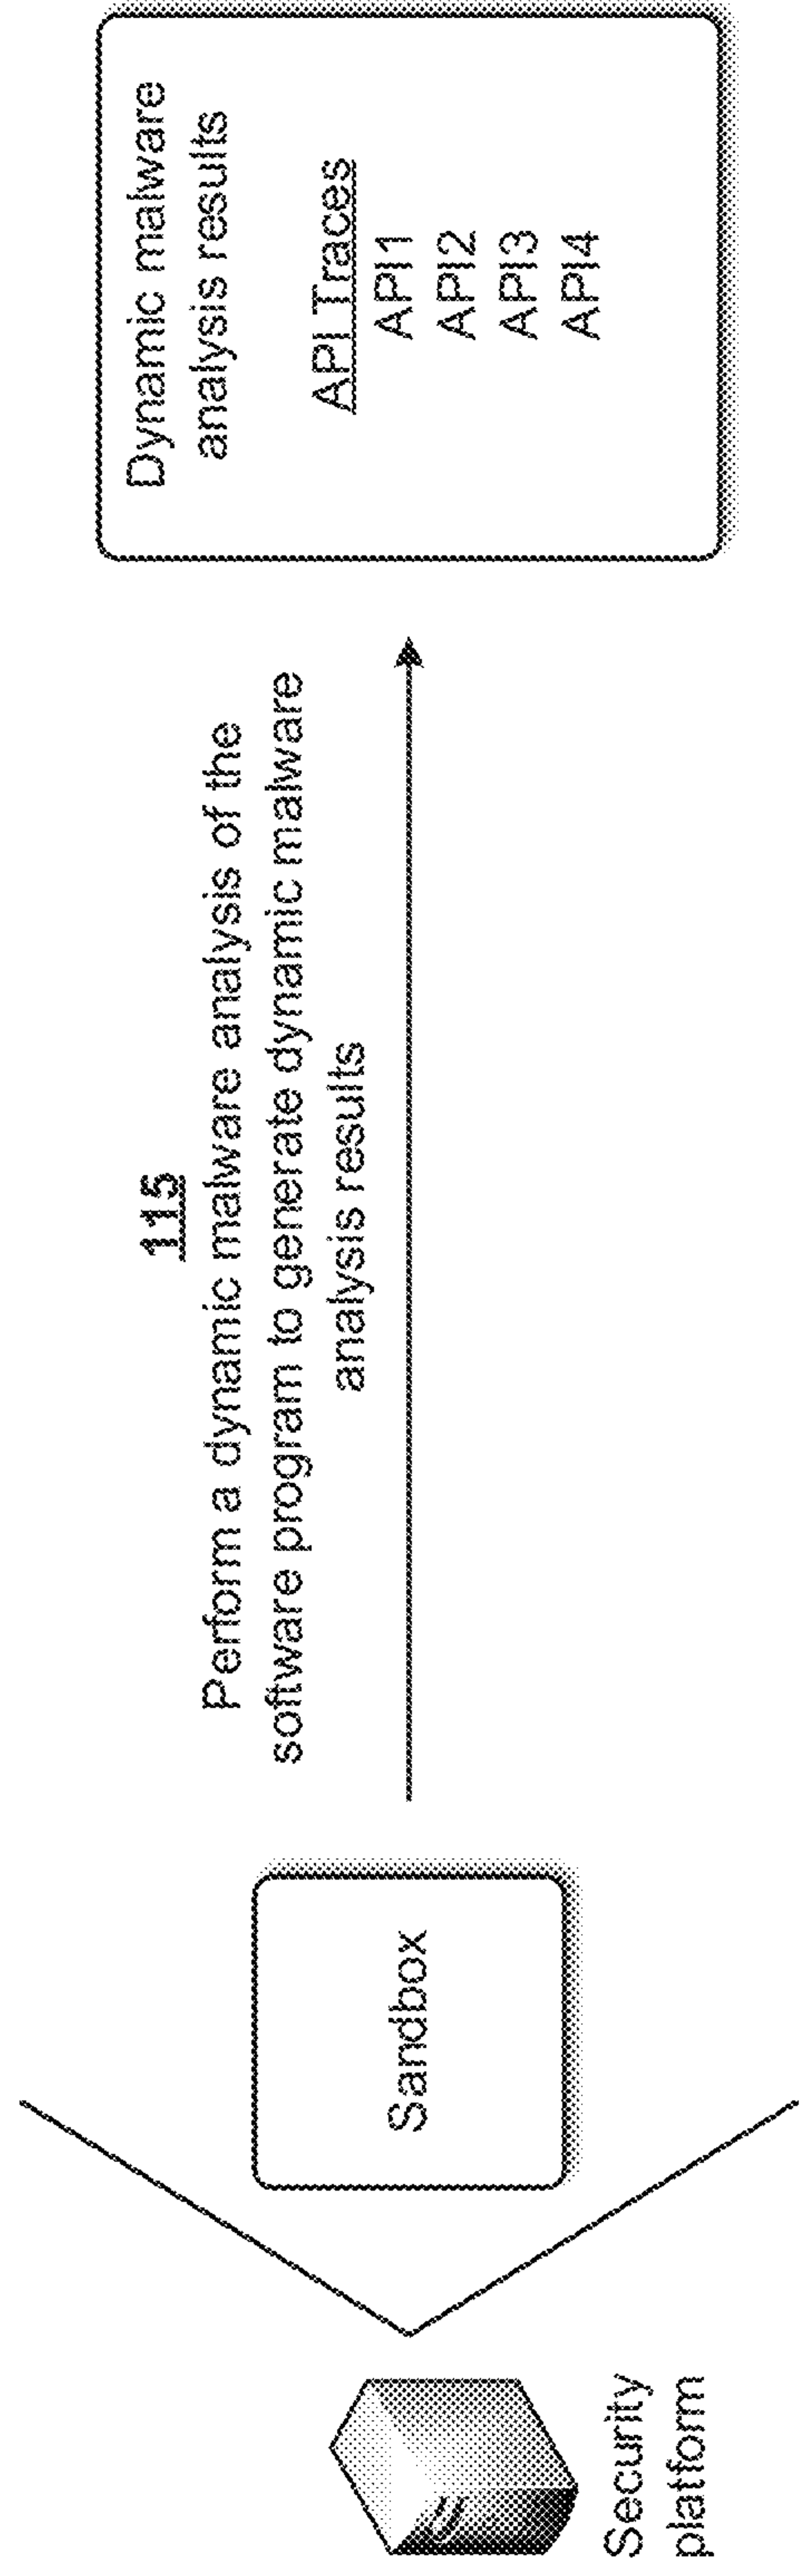 Security
platform
Sandbox
115
Perform a dynamic malware analysis of the
software program to generate dynamic malware
analysis results
Dynamic malware
analysis results
API Traces
API1
API2
API3
API4